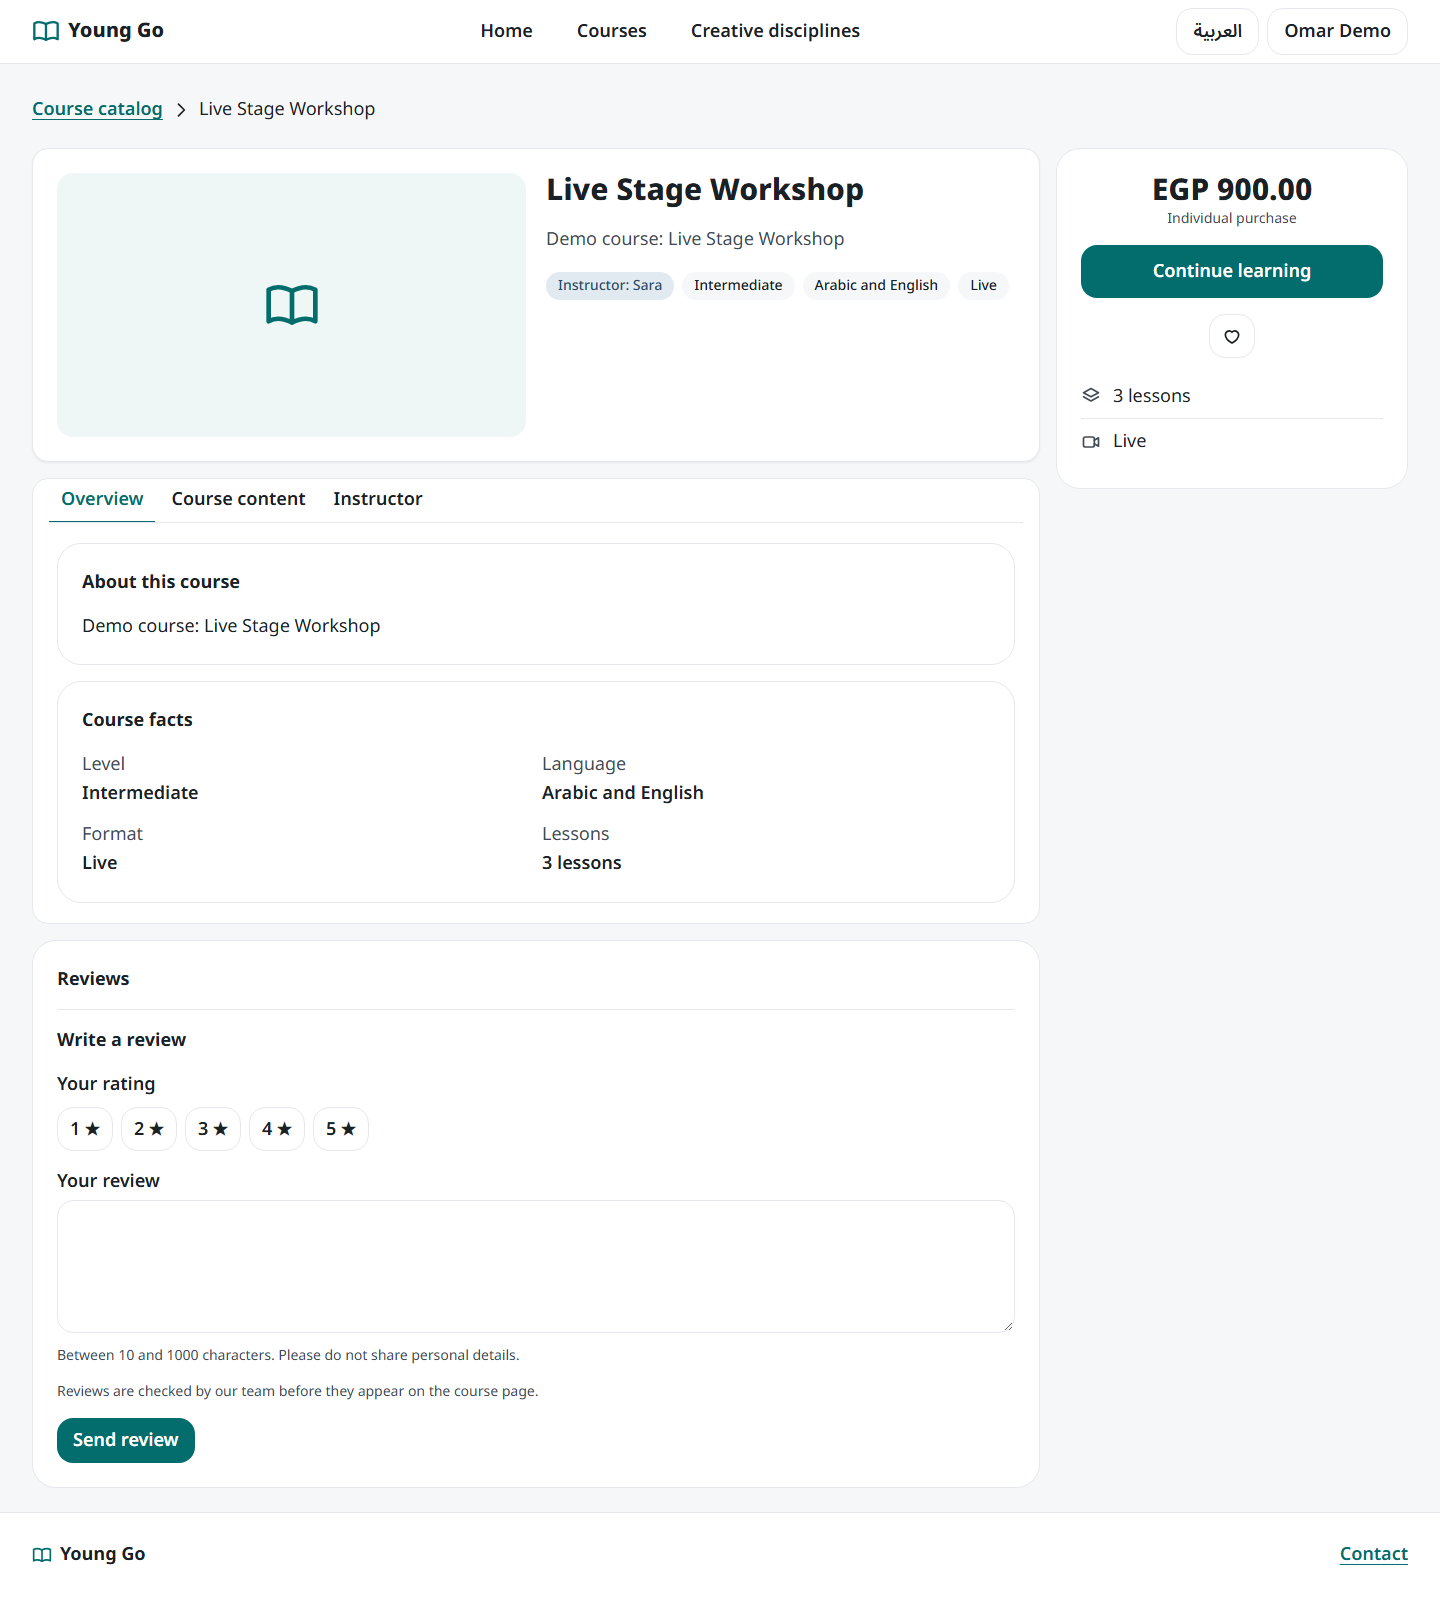 Young Go
Home
Courses
Creative disciplines
العربية
Omar Demo
Course catalog
Live Stage Workshop
Live Stage Workshop
Demo course: Live Stage Workshop
Instructor: Sara
Intermediate
Arabic and English
Live
EGP 900.00
Individual purchase
Continue learning
3 lessons
Live
Overview
Course content
Instructor
About this course
Demo course: Live Stage Workshop
Course facts
Level
Intermediate
Language
Arabic and English
Format
Live
Lessons
3 lessons
Reviews
Write a review
Your rating
1 ★
2 ★
3 ★
4 ★
5 ★
Your review
Between 10 and 1000 characters. Please do not share personal details.
Reviews are checked by our team before they appear on the course page.
Send review
Young Go
Contact